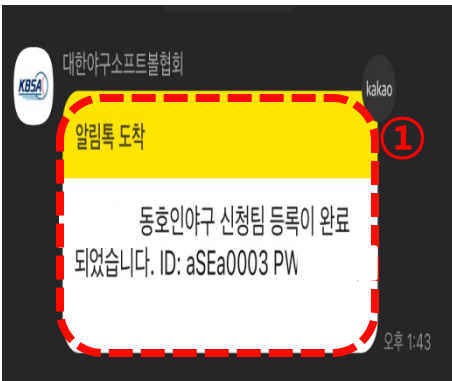 대한야구소프트볼협회
KBSA
kakao
알림톡 도착
①
동호인야구 신청팀 등록이 완료
되었습니다. ID: aSEa0003 PW
오후 1:43